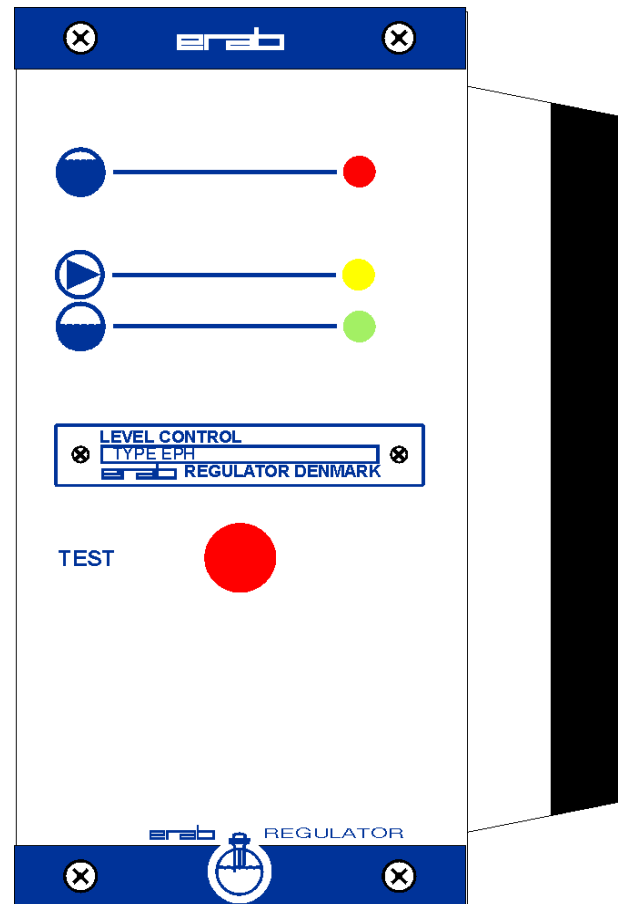 erab
LEVEL CONTROL
TYPE EPH
erab REGULATOR DENMARK
TEST
erab REGULATOR